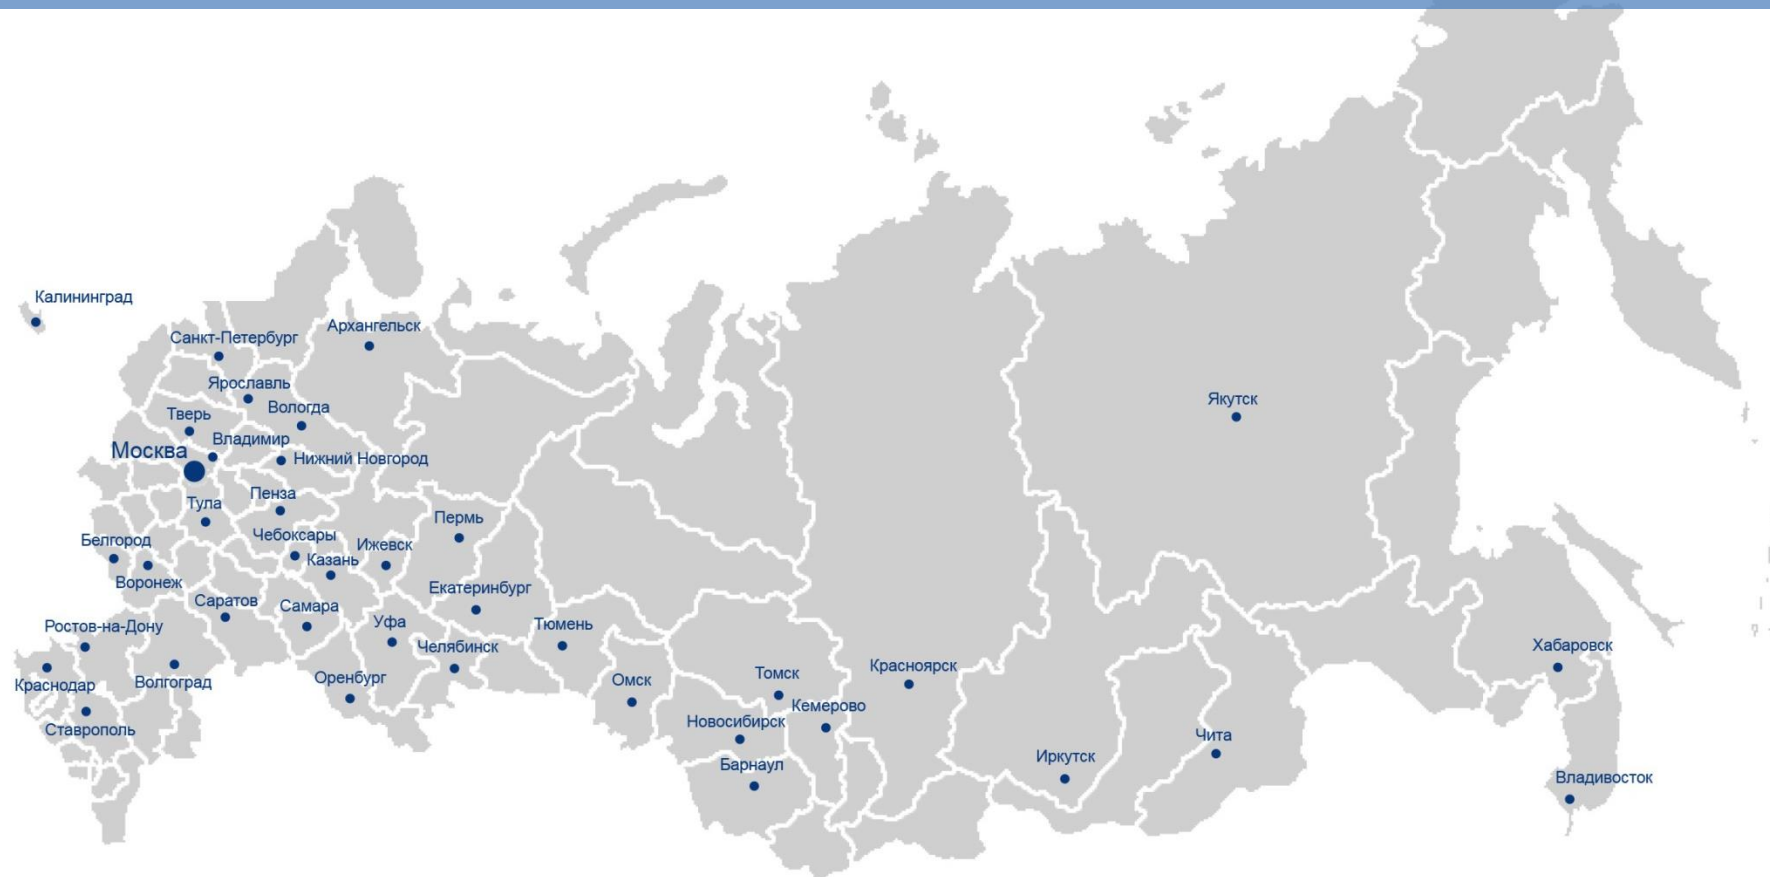 Калининград
Санкт-Петербург
Архангельск
Ярославль
Вологда
Тверь
Владимир
Москва
Нижний Новгород
Якутск
Пенза
Тула
Пермь
Чебоксары
Белгород
Ижевск
Казань
Воронеж
Екатеринбург
Саратов
Самара
Ростов-на-Дону
Уфа
Тюмень
Челябинск
Хабаровск
Краснодар
Волгоград
Оренбург
Омск
Томск
Красноярск
Кемерово
Ставрополь
Новосибирск
Чита
Барнаул
Иркутск
Владивосток